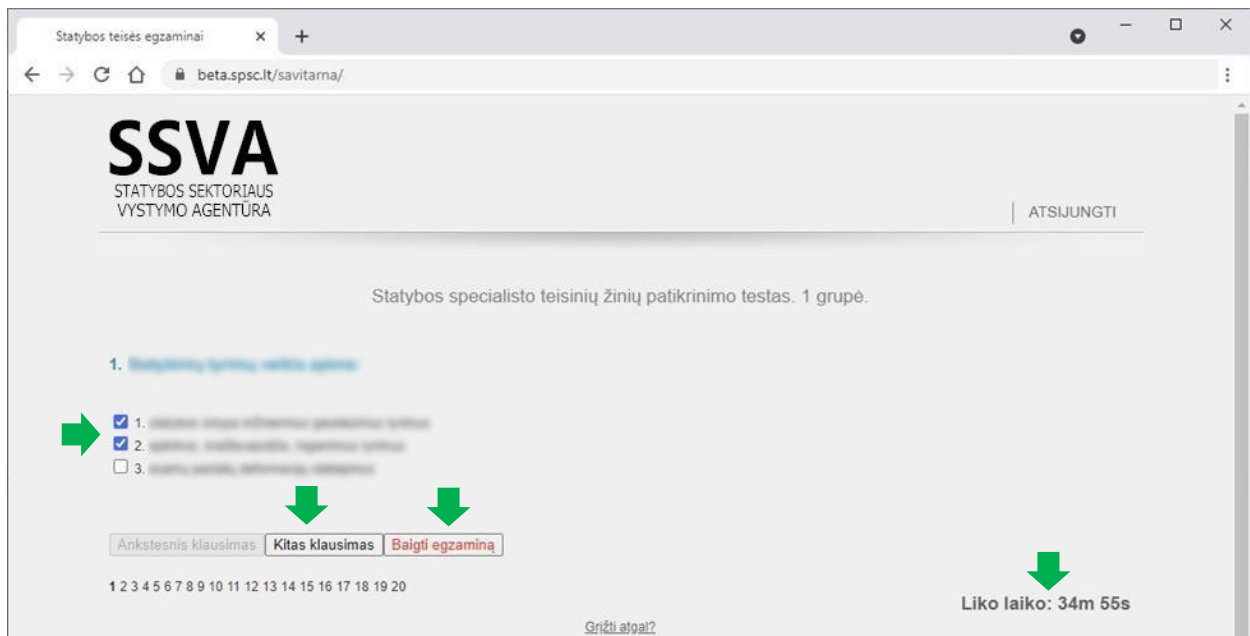 Statybos teisės egzaminai
beta.spsc.lt/savitarna/
SSVA
STATYBOS SEKTORIAUS
VYSTYMO AGENTŪRA
ATSIJUNGTI
Statybos specialisto teisinių žinių patikrinimo testas. 1 grupė.
1.
1.
2.
3.
Ankstesnis klausimas Kitas klausimas Baigti egzaminą
1 2 3 4 5 6 7 8 9 10 11 12 13 14 15 16 17 18 19 20
Liko laiko: 34m 55s
Grįžti atgal?